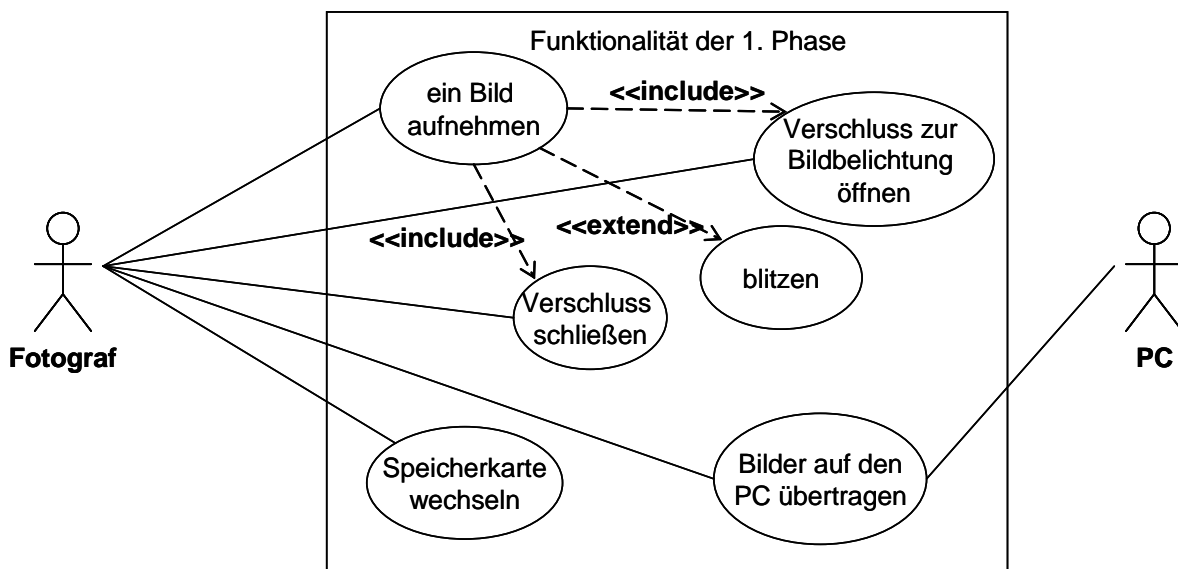 Funktionalität der 1. Phase
ein Bild
aufnehmen
<<include>>
Verschluss zur
Bildbelichtung
öffnen
<<include>>
<<extend>>
blitzen
Verschluss
schließen
Fotograf
PC
Speicherkarte
wechseln
Bilder auf den
PC übertragen